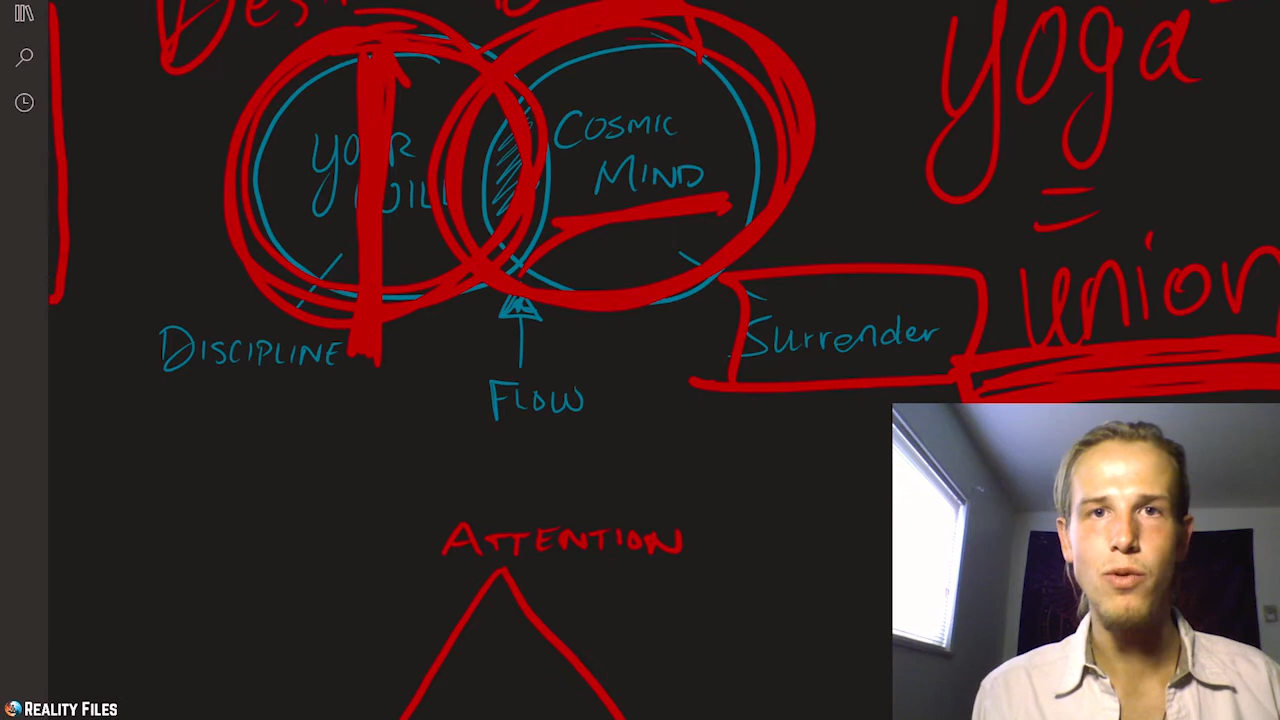 Yoga
YOUR
WILL
COSMIC
MIND
=
union
DISCIPLINE
Surrender
FLOW
ATTENTION
REALITY FILES